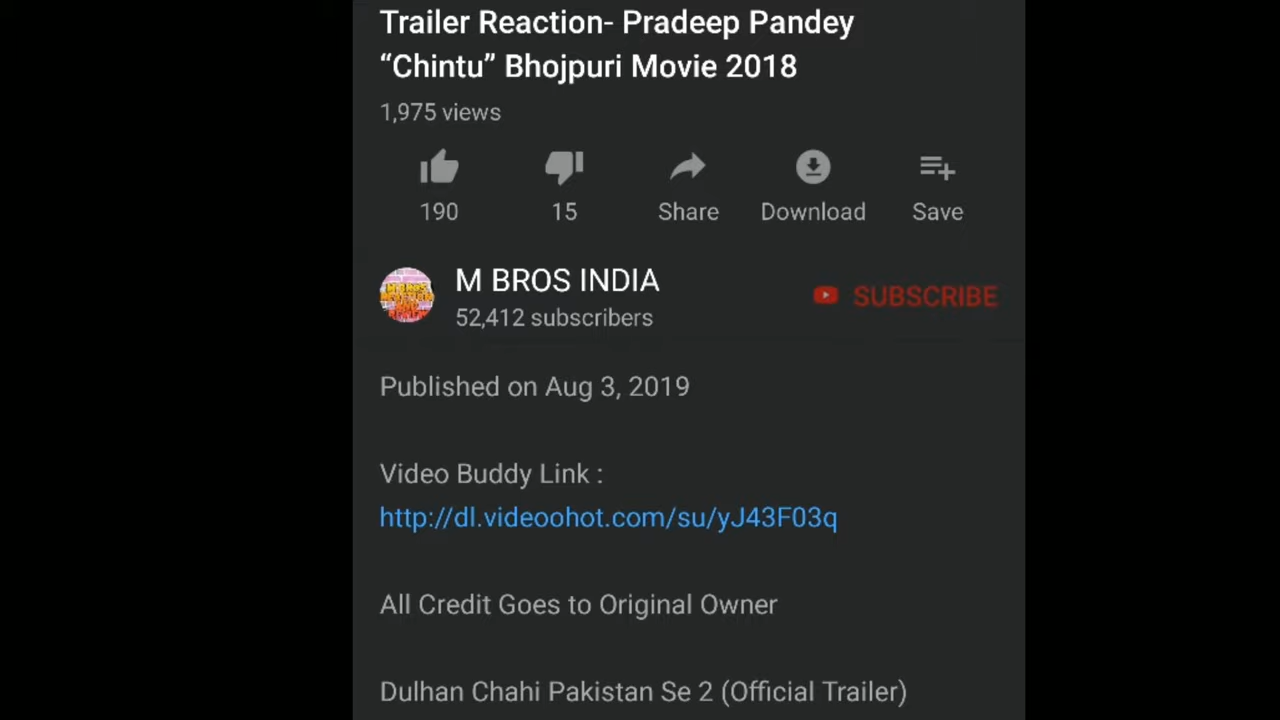 Trailer Reaction- Pradeep Pandey
“Chintu” Bhojpuri Movie 2018
1,975 views
190
15
Share
Download
Save
M BROS INDIA
SUBSCRIBE
52,412 subscribers
Published on Aug 3, 2019
Video Buddy Link :
http://dl.videoohot.com/su/yJ43F03q
All Credit Goes to Original Owner
Dulhan Chahi Pakistan Se 2 (Official Trailer)